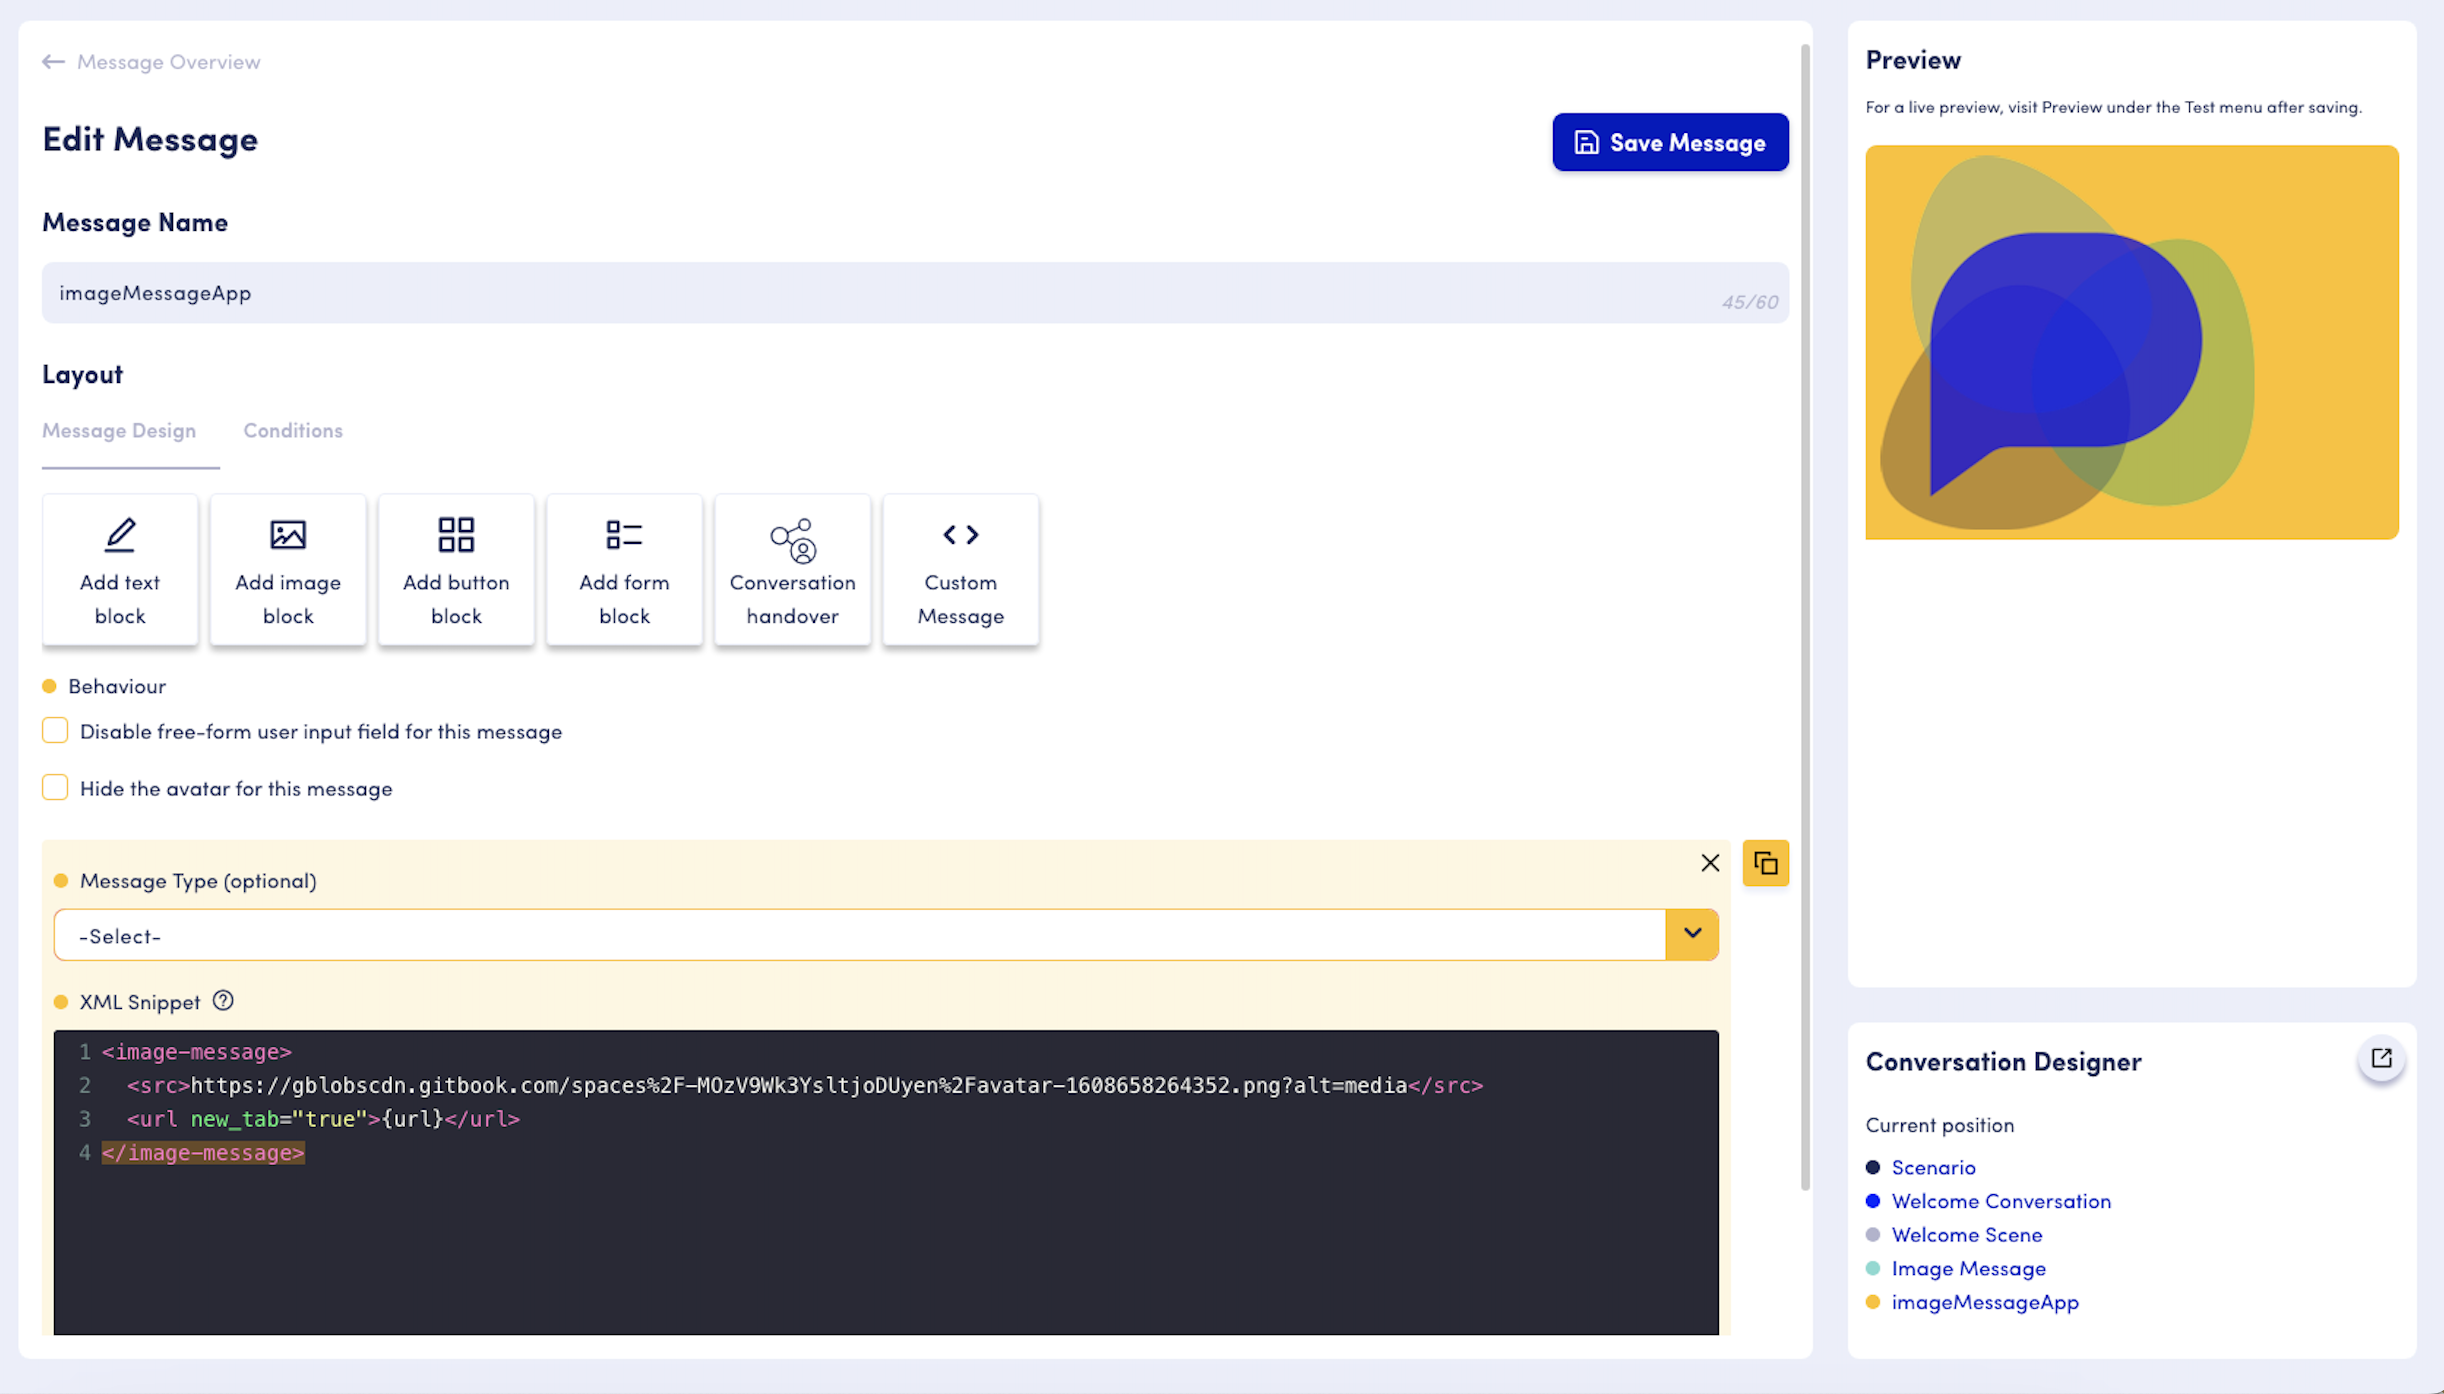 Message Overview
Edit Message
Save Message
Message Name
imageMessageApp
45/60
Layout
Message Design
Conditions
Add text
block
Add image
block
Add button
block
Add form
block
Conversation
handover
Custom
Message
Behaviour
Disable free-form user input field for this message
Hide the avatar for this message
Message Type (optional)
-Select-
XML Snippet
1 <image-message>
2 <src>https://gblobscdn.gitbook.com/spaces%2F-MOzV9Wk3YsltjoDUyen%2Favatar-1608658264352.png?alt=media</src>
3 <url new_tab="true">{url}</url>
4 </image-message>
Preview
For a live preview, visit Preview under the Test menu after saving.
Conversation Designer
Current position
Scenario
Welcome Conversation
Welcome Scene
Image Message
imageMessageApp